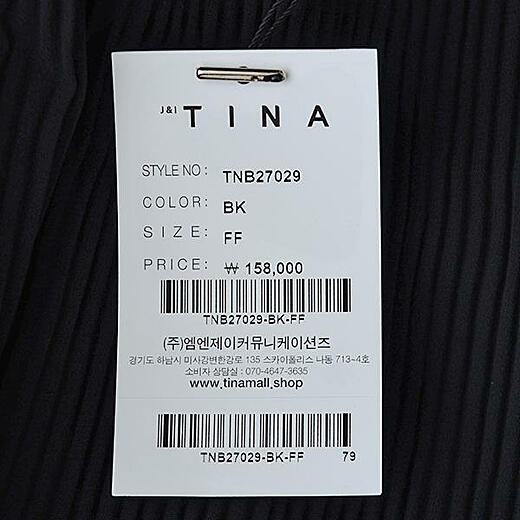 J&I TINA
STYLE NO: TNB27029
COLOR: BK
SIZE: FF
PRICE: ₩ 158,000
TNB27029-BK-FF
(주)엠엔제이커뮤니케이션즈
경기도 하남시 미사강변한강로 135 스카이폴리스 나동 713~4호
소비자 상담실 : 070-4647-3635
www.tinamall.shop
TNB27029-BK-FF 79